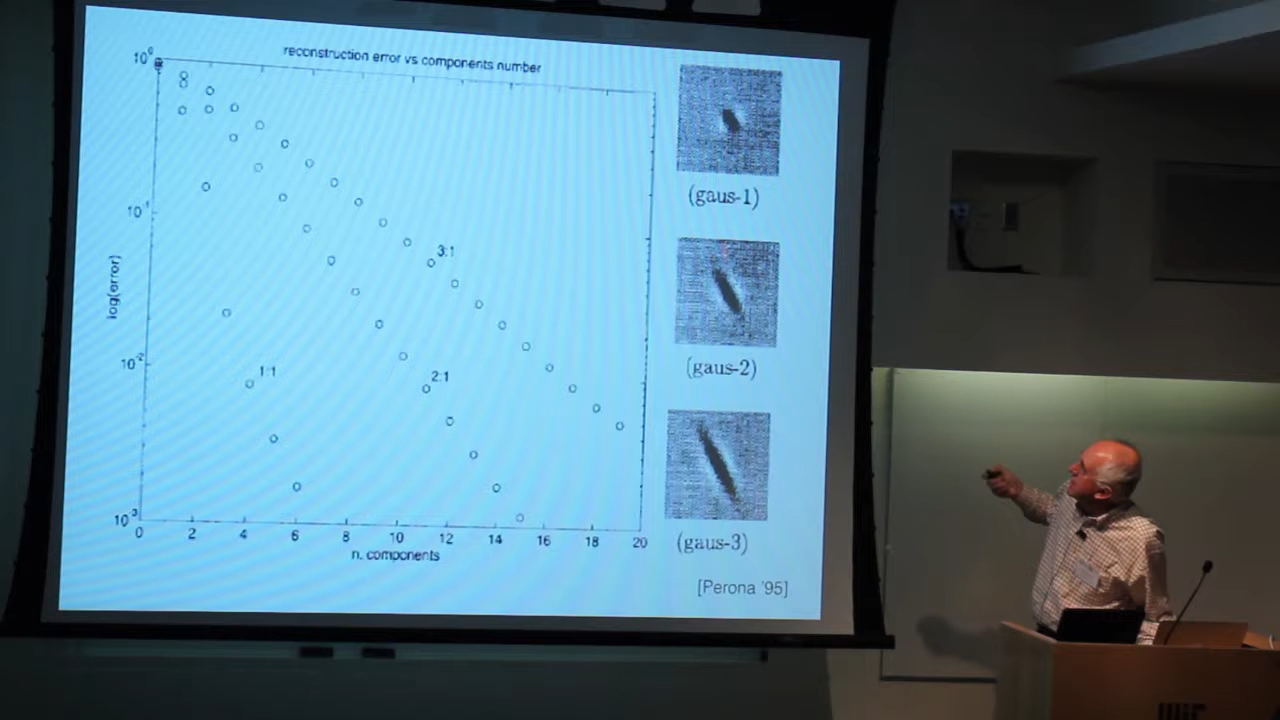 reconstruction error vs components number
10⁰
10⁻¹
10⁻²
10⁻³
log(error)
3:1
1:1
2:1
0 2 4 6 8 10 12 14 16 18 20
n. components
(gaus-1)
(gaus-2)
(gaus-3)
[Perona '95]